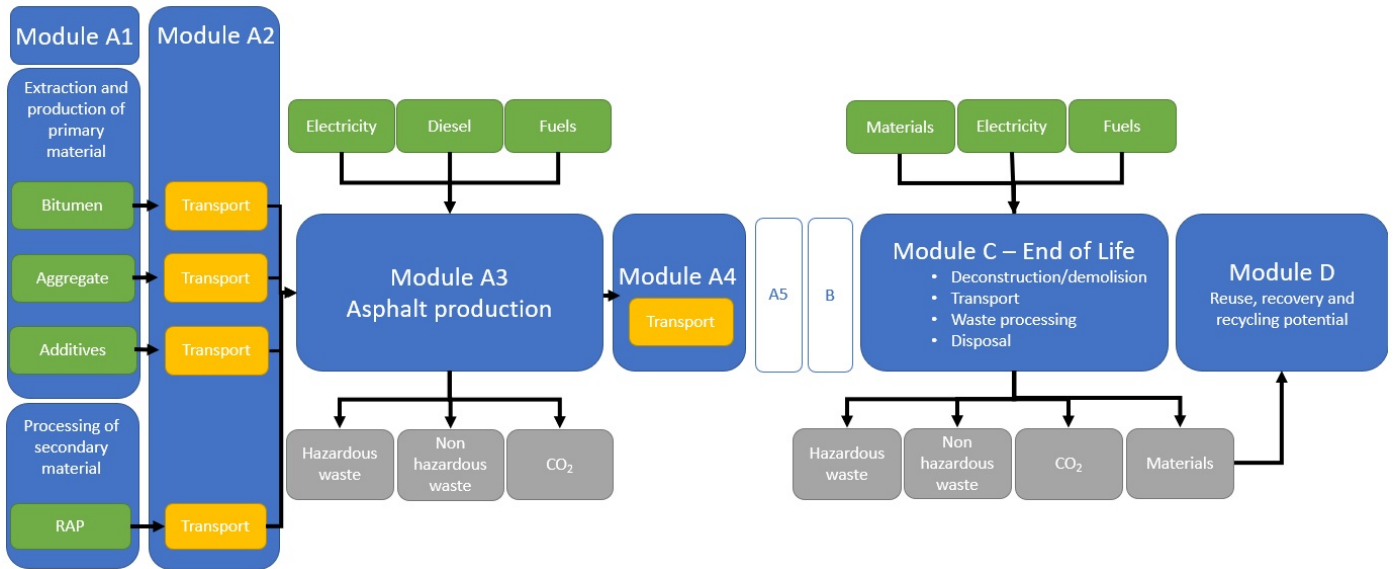 Module A1
Module A2
Extraction and
production of
primary
material
Bitumen
Transport
Aggregate
Transport
Additives
Transport
Processing of
secondary
material
RAP
Transport
Electricity
Diesel
Fuels
Module A3
Asphalt production
Hazardous
waste
Non
hazardous
waste
CO₂
Module A4
Transport
A5
B
Materials
Electricity
Fuels
Module C – End of Life
• Deconstruction/demolision
• Transport
• Waste processing
• Disposal
Hazardous
waste
Non
hazardous
waste
CO₂
Materials
Module D
Reuse, recovery and
recycling potential